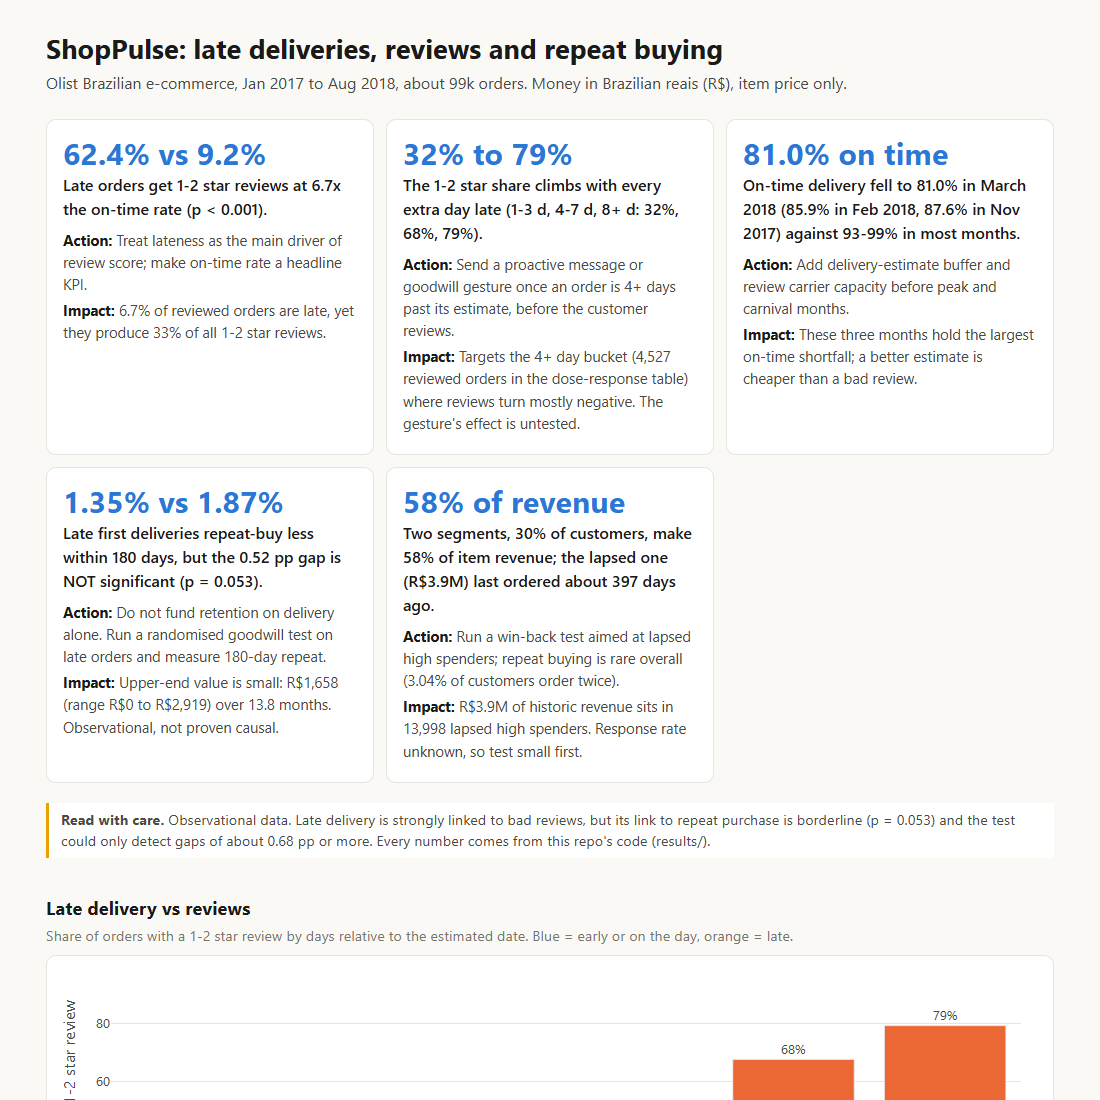 ShopPulse: late deliveries, reviews and repeat buying
Olist Brazilian e-commerce, Jan 2017 to Aug 2018, about 99k orders. Money in Brazilian reais (R$), item price only.
62.4% vs 9.2%
Late orders get 1-2 star reviews at 6.7x
the on-time rate (p < 0.001).
Action: Treat lateness as the main driver of
review score; make on-time rate a headline
KPI.
Impact: 6.7% of reviewed orders are late, yet
they produce 33% of all 1-2 star reviews.
32% to 79%
The 1-2 star share climbs with every
extra day late (1-3 d, 4-7 d, 8+ d: 32%,
68%, 79%).
Action: Send a proactive message or
goodwill gesture once an order is 4+ days
past its estimate, before the customer
reviews.
Impact: Targets the 4+ day bucket (4,527
reviewed orders in the dose-response table)
where reviews turn mostly negative. The
gesture's effect is untested.
81.0% on time
On-time delivery fell to 81.0% in March
2018 (85.9% in Feb 2018, 87.6% in Nov
2017) against 93-99% in most months.
Action: Add delivery-estimate buffer and
review carrier capacity before peak and
carnival months.
Impact: These three months hold the largest
on-time shortfall; a better estimate is
cheaper than a bad review.
1.35% vs 1.87%
Late first deliveries repeat-buy less
within 180 days, but the 0.52 pp gap is
NOT significant (p = 0.053).
Action: Do not fund retention on delivery
alone. Run a randomised goodwill test on
late orders and measure 180-day repeat.
Impact: Upper-end value is small: R$1,658
(range R$0 to R$2,919) over 13.8 months.
Observational, not proven causal.
58% of revenue
Two segments, 30% of customers, make
58% of item revenue; the lapsed one
(R$3.9M) last ordered about 397 days
ago.
Action: Run a win-back test aimed at lapsed
high spenders; repeat buying is rare overall
(3.04% of customers order twice).
Impact: R$3.9M of historic revenue sits in
13,998 lapsed high spenders. Response rate
unknown, so test small first.
Read with care. Observational data. Late delivery is strongly linked to bad reviews, but its link to repeat purchase is borderline (p = 0.053) and the test
could only detect gaps of about 0.68 pp or more. Every number comes from this repo's code (results/).
Late delivery vs reviews
Share of orders with a 1-2 star review by days relative to the estimated date. Blue = early or on the day, orange = late.
1-2 star review
80
60
68%
79%